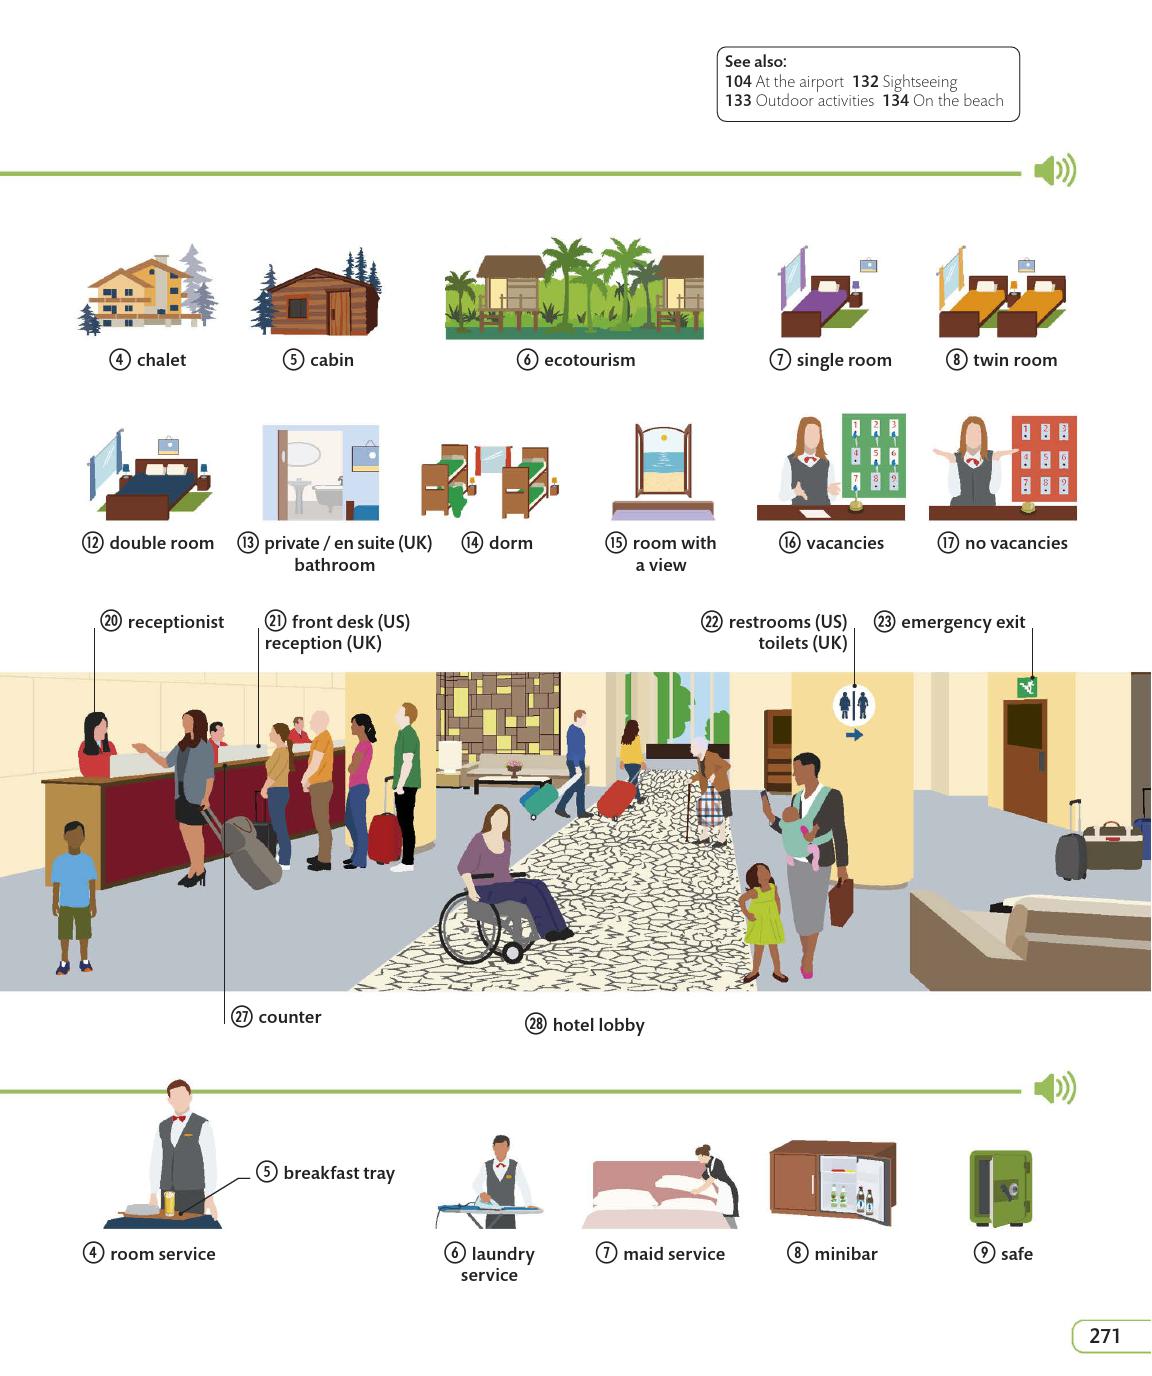 See also:
104 At the airport 132 Sightseeing
133 Outdoor activities 134 On the beach
④ chalet
⑤ cabin
⑥ ecotourism
⑦ single room
⑧ twin room
1 2 3
4 5 6
7 8 9
1 2 3
4 5 6
7 8 9
⑫ double room
⑬ private / en suite (UK)
bathroom
⑭ dorm
⑮ room with
a view
⑯ vacancies
⑰ no vacancies
⑳ receptionist
㉑ front desk (US)
reception (UK)
㉒ restrooms (US)
toilets (UK)
㉓ emergency exit
㉗ counter
㉘ hotel lobby
⑤ breakfast tray
④ room service
⑥ laundry
service
⑦ maid service
⑧ minibar
⑨ safe
271